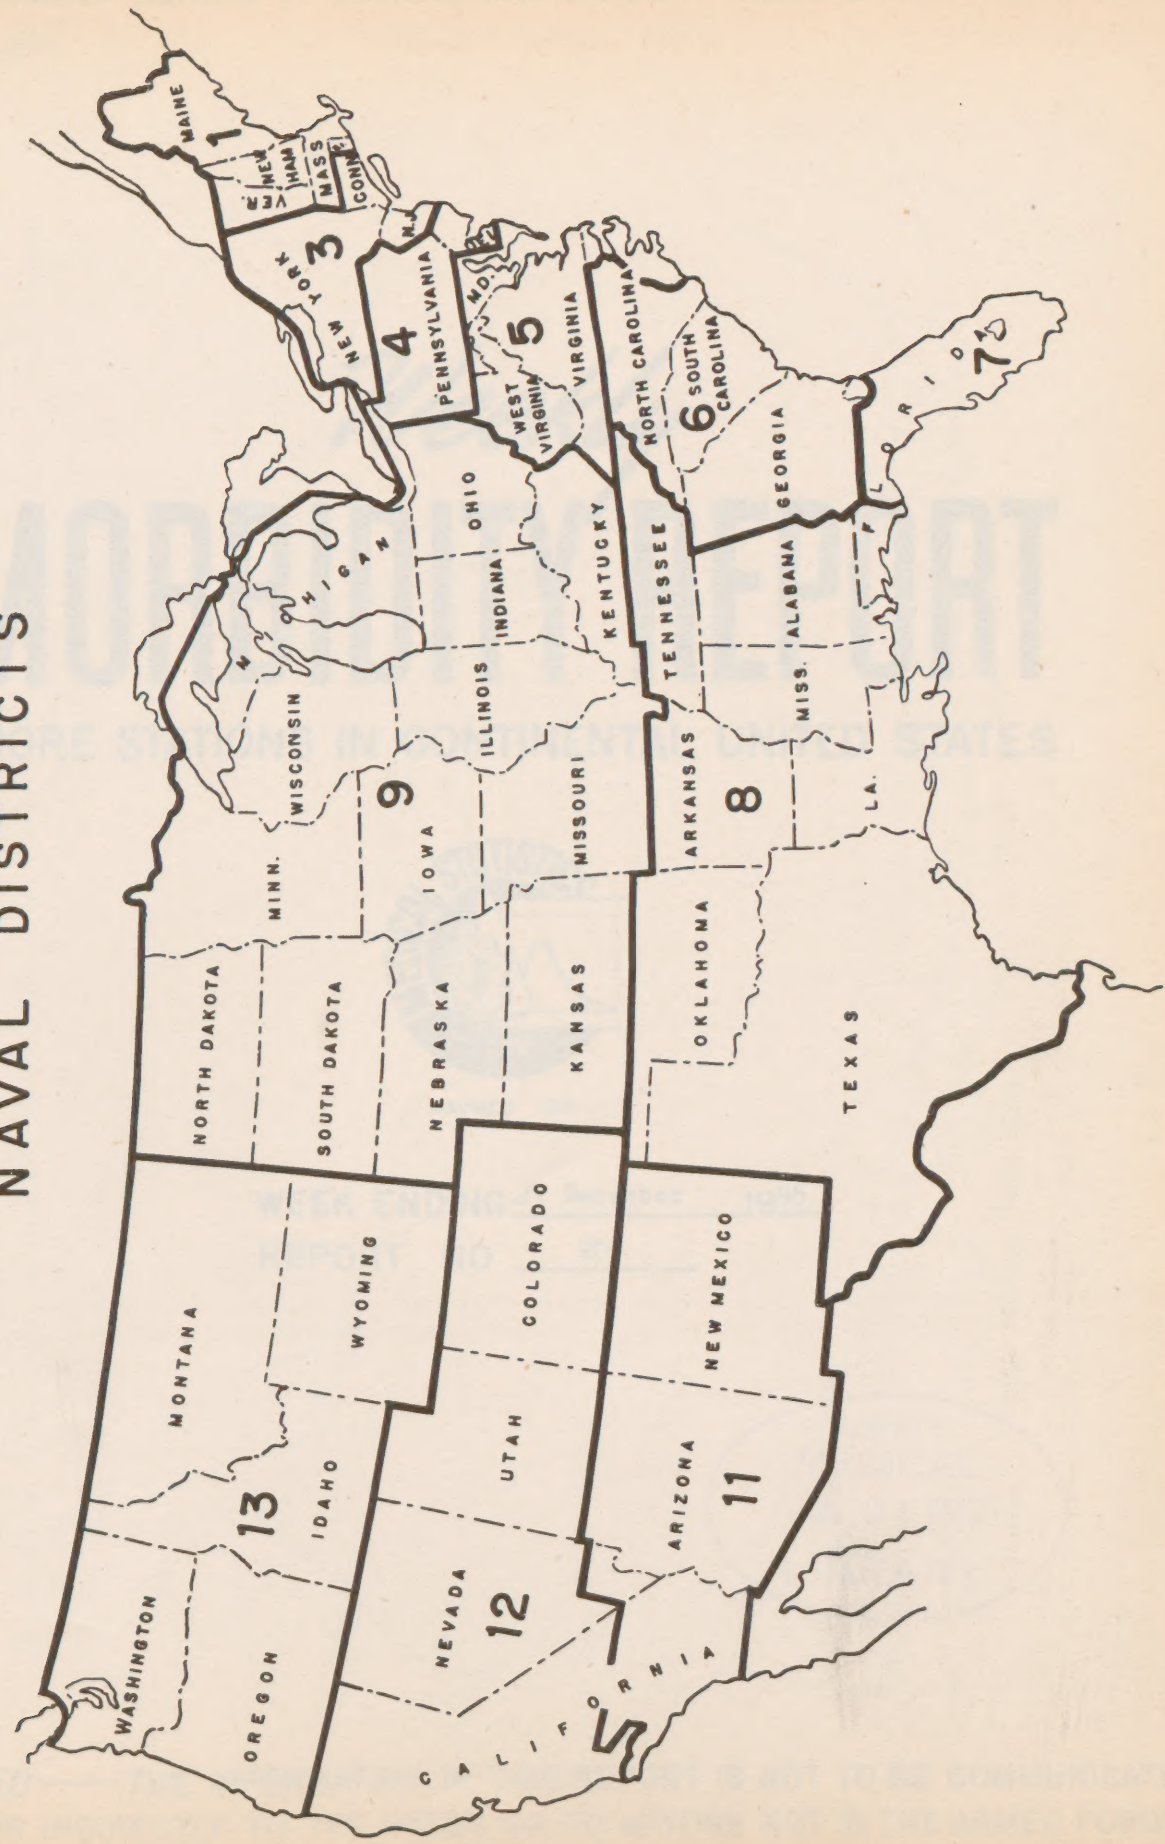 NAVAL DISTRICTS
WASHINGTON
OREGON
CALIFORNIA
NEVADA
12
IDAHO
13
MONTANA
WYOMING
UTAH
COLORADO
ARIZONA
11
NEW MEXICO
NORTH DAKOTA
SOUTH DAKOTA
NEBRASKA
KANSAS
OKLAHOMA
TEXAS
MINN.
IOWA
9
MISSOURI
ARKANSAS
8
LA.
WISCONSIN
ILLINOIS
MICHIGAN
INDIANA
OHIO
KENTUCKY
TENNESSEE
MISS.
ALABAMA
GEORGIA
FLORIDA
7
6
SOUTH
CAROLINA
NORTH CAROLINA
WEST
VIRGINIA
VIRGINIA
5
MD.
DEL.
PENNSYLVANIA
4
N.J.
NEW YORK
3
CONN
R.I.
MASS
VER.
NEW
HAM
MAINE
1
MORBIDITY REPORT
SHORE STATIONS IN CONTINENTAL UNITED STATES
WEEK ENDING
REPORT NO